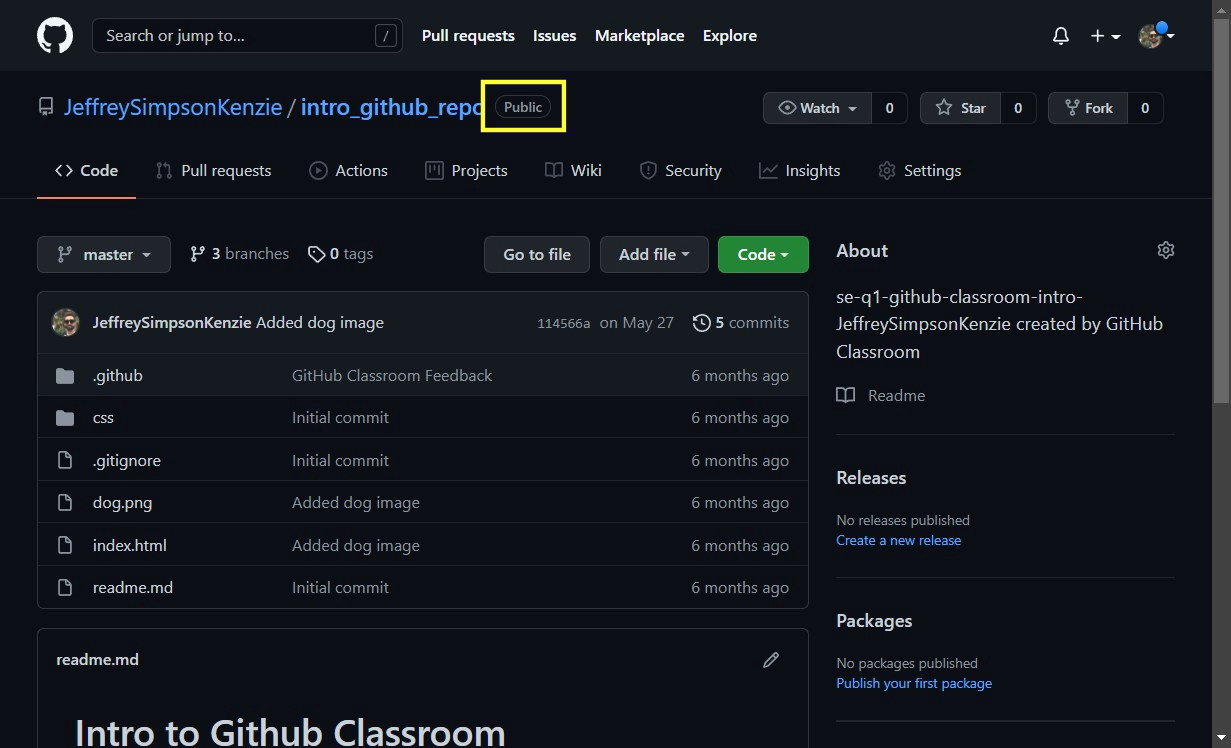 Search or jump to... / Pull requests Issues Marketplace Explore
JeffreySimpsonKenzie / intro_github_repo Public Watch 0 Star 0 Fork 0
Code Pull requests Actions Projects Wiki Security Insights Settings
master 3 branches 0 tags Go to file Add file Code
JeffreySimpsonKenzie Added dog image 114566a on May 27 5 commits
.github GitHub Classroom Feedback 6 months ago
css Initial commit 6 months ago
.gitignore Initial commit 6 months ago
dog.png Added dog image 6 months ago
index.html Added dog image 6 months ago
readme.md Initial commit 6 months ago
readme.md
Intro to Github Classroom
About
se-q1-github-classroom-intro-
JeffreySimpsonKenzie created by GitHub
Classroom
Readme
Releases
No releases published
Create a new release
Packages
No packages published
Publish your first package